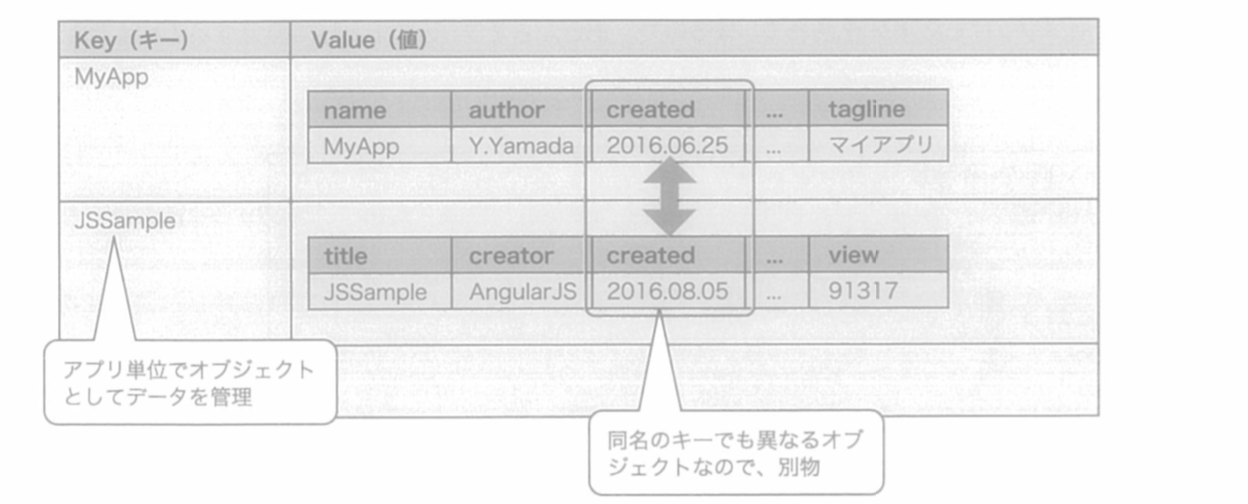 Key（キー） Value（値）
MyApp
name author created ... tagline
MyApp Y.Yamada 2016.06.25 ... マイアプリ
JSSample
title creator created ... view
JSSample AngularJS 2016.08.05 ... 91317
アプリ単位でオブジェクト
としてデータを管理
同名のキーでも異なるオブ
ジェクトなので、別物